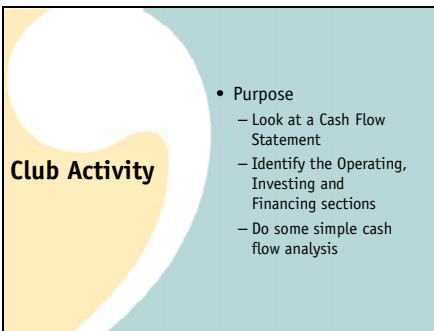 Club Activity
• Purpose
– Look at a Cash Flow
Statement
– Identify the Operating,
Investing and
Financing sections
– Do some simple cash
flow analysis